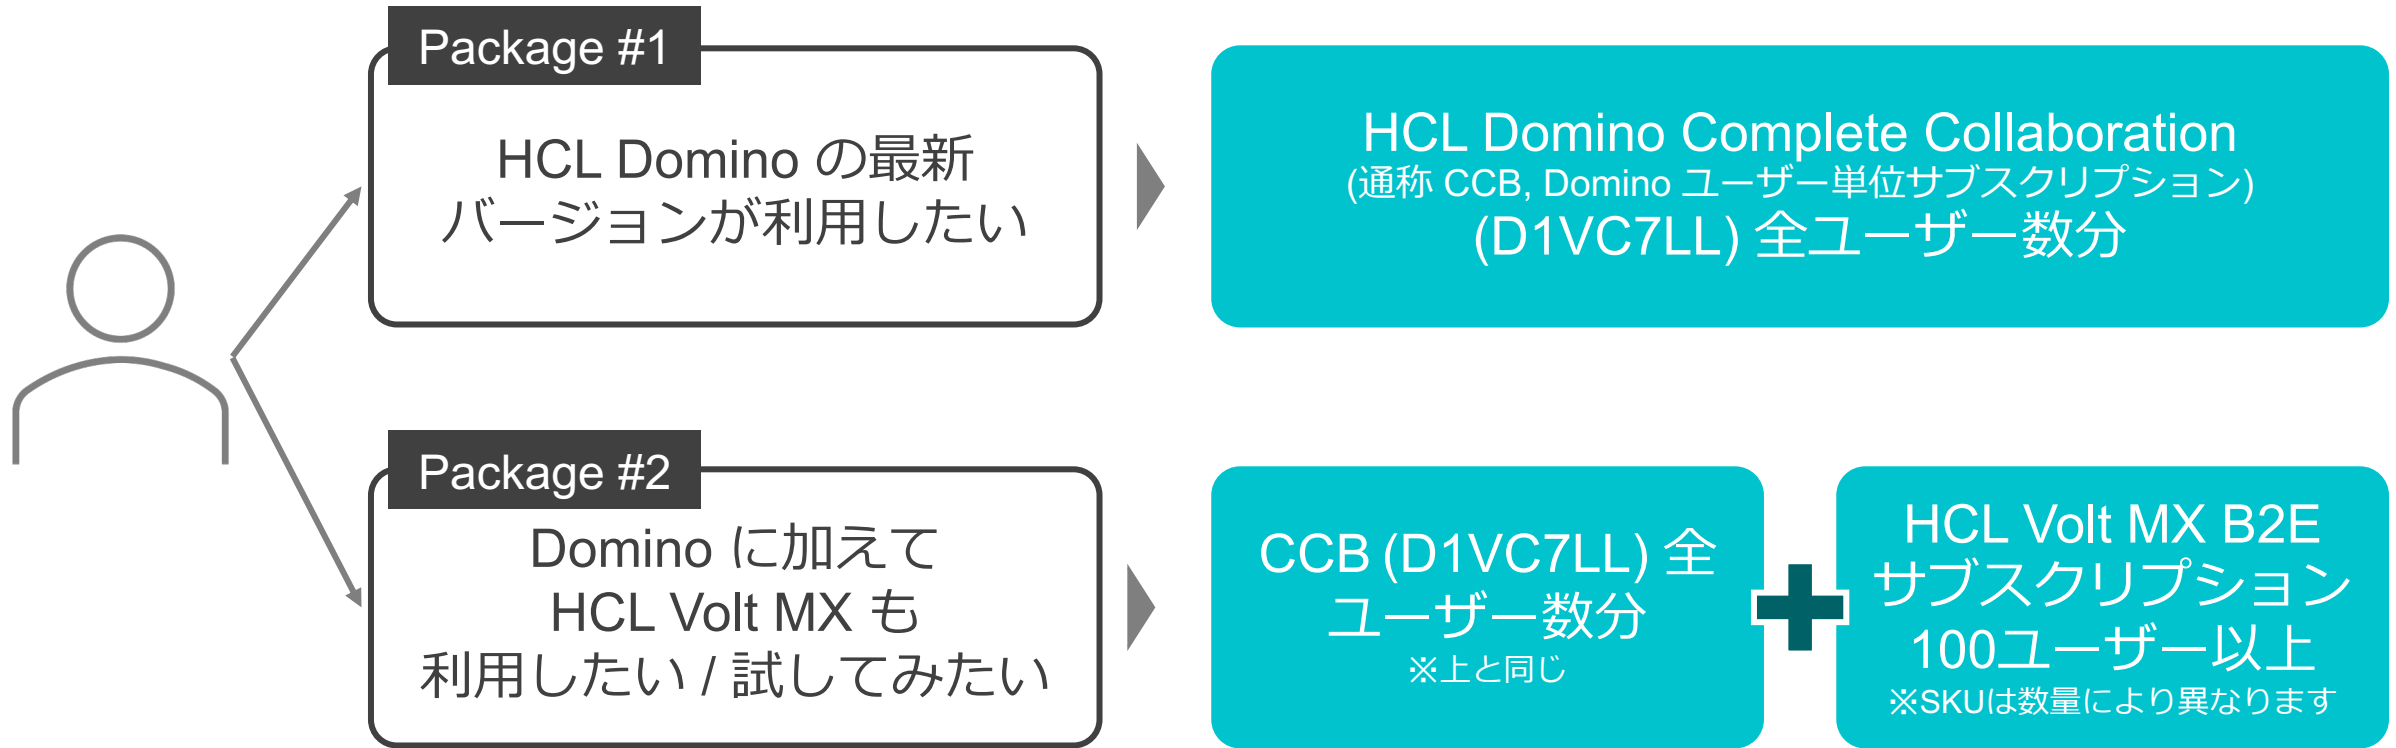 Package #1
HCL Domino の最新
バージョンが利用したい
HCL Domino Complete Collaboration
(通称 CCB, Domino ユーザー単位サブスクリプション)
(D1VC7LL) 全ユーザー数分
Package #2
Domino に加えて
HCL Volt MX も
利用したい / 試してみたい
CCB (D1VC7LL) 全
ユーザー数分
※上と同じ
HCL Volt MX B2E
サブスクリプション
100ユーザー以上
※SKUは数量により異なります